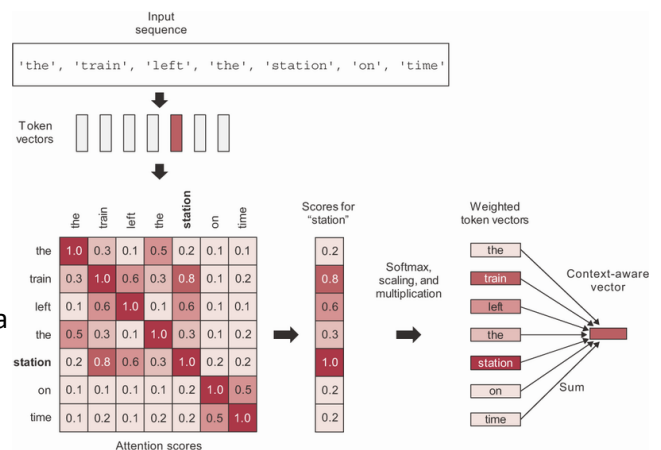 Input
sequence
'the', 'train', 'left', 'the', 'station', 'on', 'time'
Token
vectors
the train left the station on time
the 1.0 0.3 0.1 0.5 0.2 0.1 0.1
train 0.3 1.0 0.6 0.3 0.8 0.1 0.2
left 0.1 0.6 1.0 0.1 0.6 0.1 0.1
the 0.5 0.3 0.1 1.0 0.3 0.1 0.2
station 0.2 0.8 0.6 0.3 1.0 0.2 0.2
on 0.1 0.1 0.1 0.1 0.2 1.0 0.5
time 0.1 0.2 0.1 0.2 0.2 0.5 1.0
Attention scores
a
Scores for
"station"
0.2
0.8
0.6
0.3
1.0
0.2
0.2
Softmax,
scaling, and
multiplication
Weighted
token vectors
the
train
left
the
station
on
time
Sum
Context-aware
vector